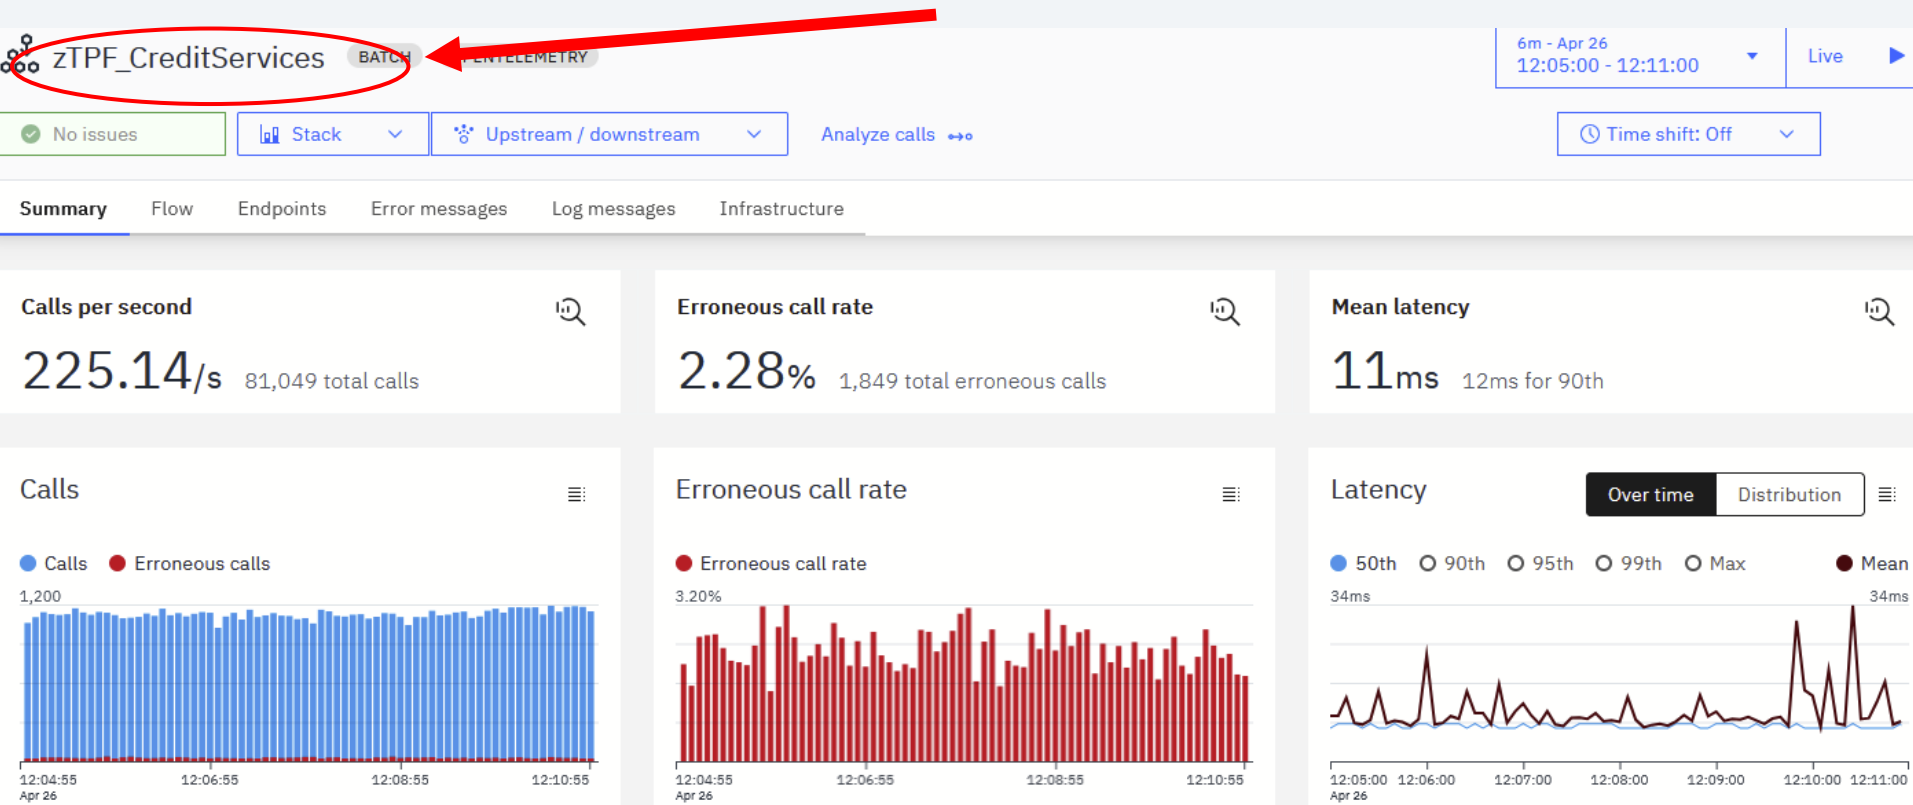 zTPF_CreditServices BATCH ENTELEMETRY
6m - Apr 26
12:05:00 - 12:11:00
Live
No issues Stack Upstream / downstream Analyze calls Time shift: Off
Summary Flow Endpoints Error messages Log messages Infrastructure
Calls per second
225.14/s 81,049 total calls
Erroneous call rate
2.28% 1,849 total erroneous calls
Mean latency
11ms 12ms for 90th
Calls
Calls Erroneous calls
1,200
12:04:55 12:06:55 12:08:55 12:10:55
Apr 26
Erroneous call rate
Erroneous call rate
3.20%
12:04:55 12:06:55 12:08:55 12:10:55
Apr 26
Latency Over time Distribution
50th 90th 95th 99th Max Mean
34ms 34ms
12:05:00 12:06:00 12:07:00 12:08:00 12:09:00 12:10:00 12:11:00
Apr 26